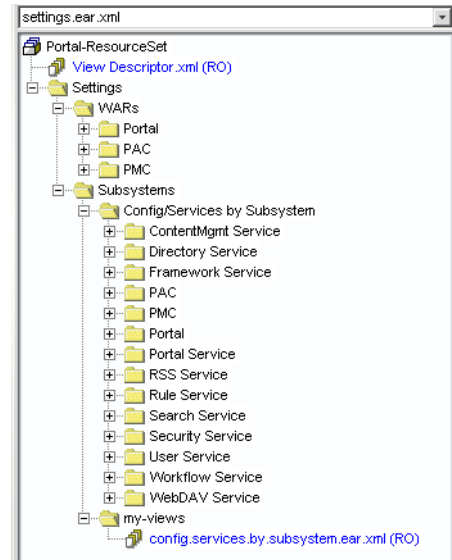 settings.ear.xml
Portal-ResourceSet
View Descriptor.xml (RO)
Settings
WARs
Portal
PAC
PMC
Subsystems
Config/Services by Subsystem
ContentMgmt Service
Directory Service
Framework Service
PAC
PMC
Portal
Portal Service
RSS Service
Rule Service
Search Service
Security Service
User Service
Workflow Service
WebDAV Service
my-views
config.services.by.subsystem.ear.xml (RO)